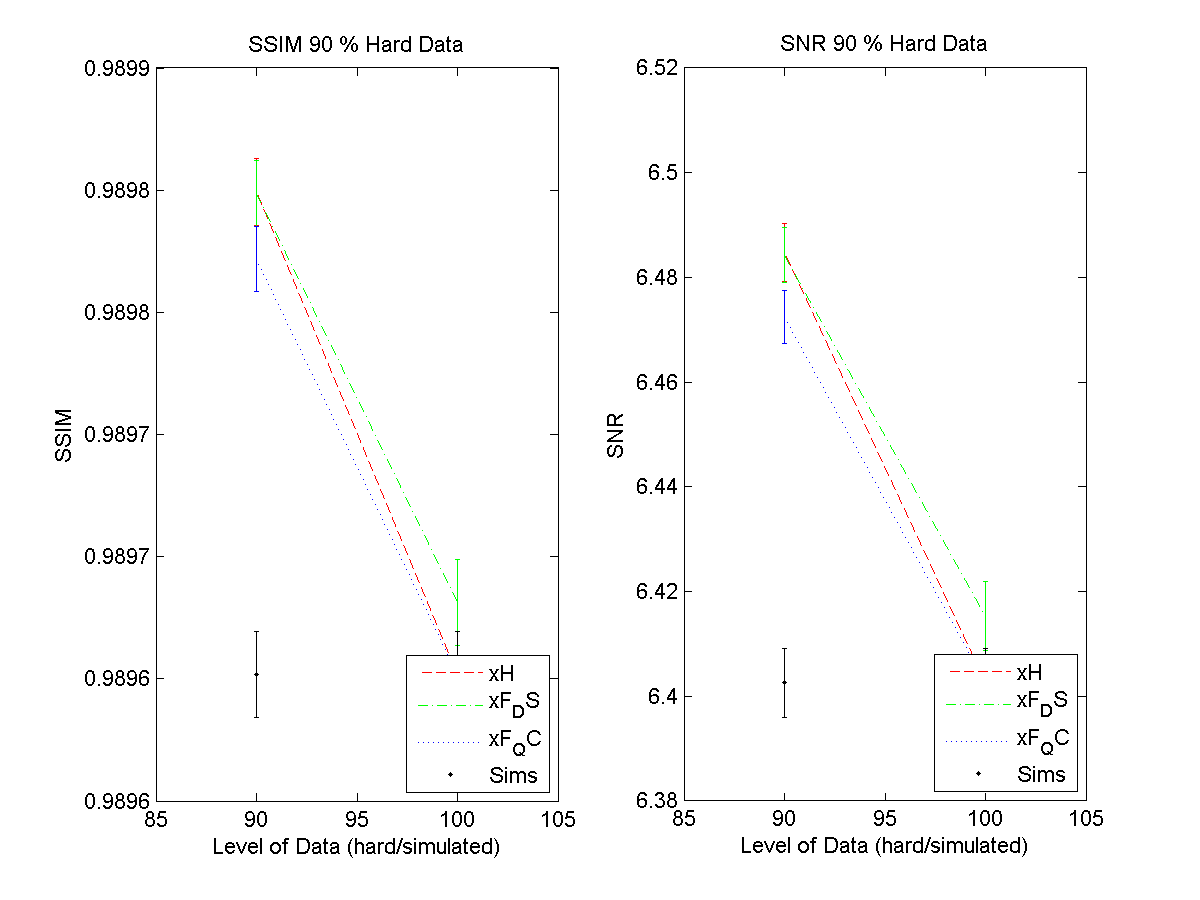 SSIM 90 % Hard Data
0.9899
0.9898
0.9898
0.9897
0.9897
0.9896
0.9896
SSIM
85 90 95 100 105
Level of Data (hard/simulated)
xH
xF_DS
xF_QC
Sims
SNR 90 % Hard Data
6.52
6.5
6.48
6.46
6.44
6.42
6.4
6.38
SNR
85 90 95 100 105
Level of Data (hard/simulated)
xH
xF_DS
xF_QC
Sims